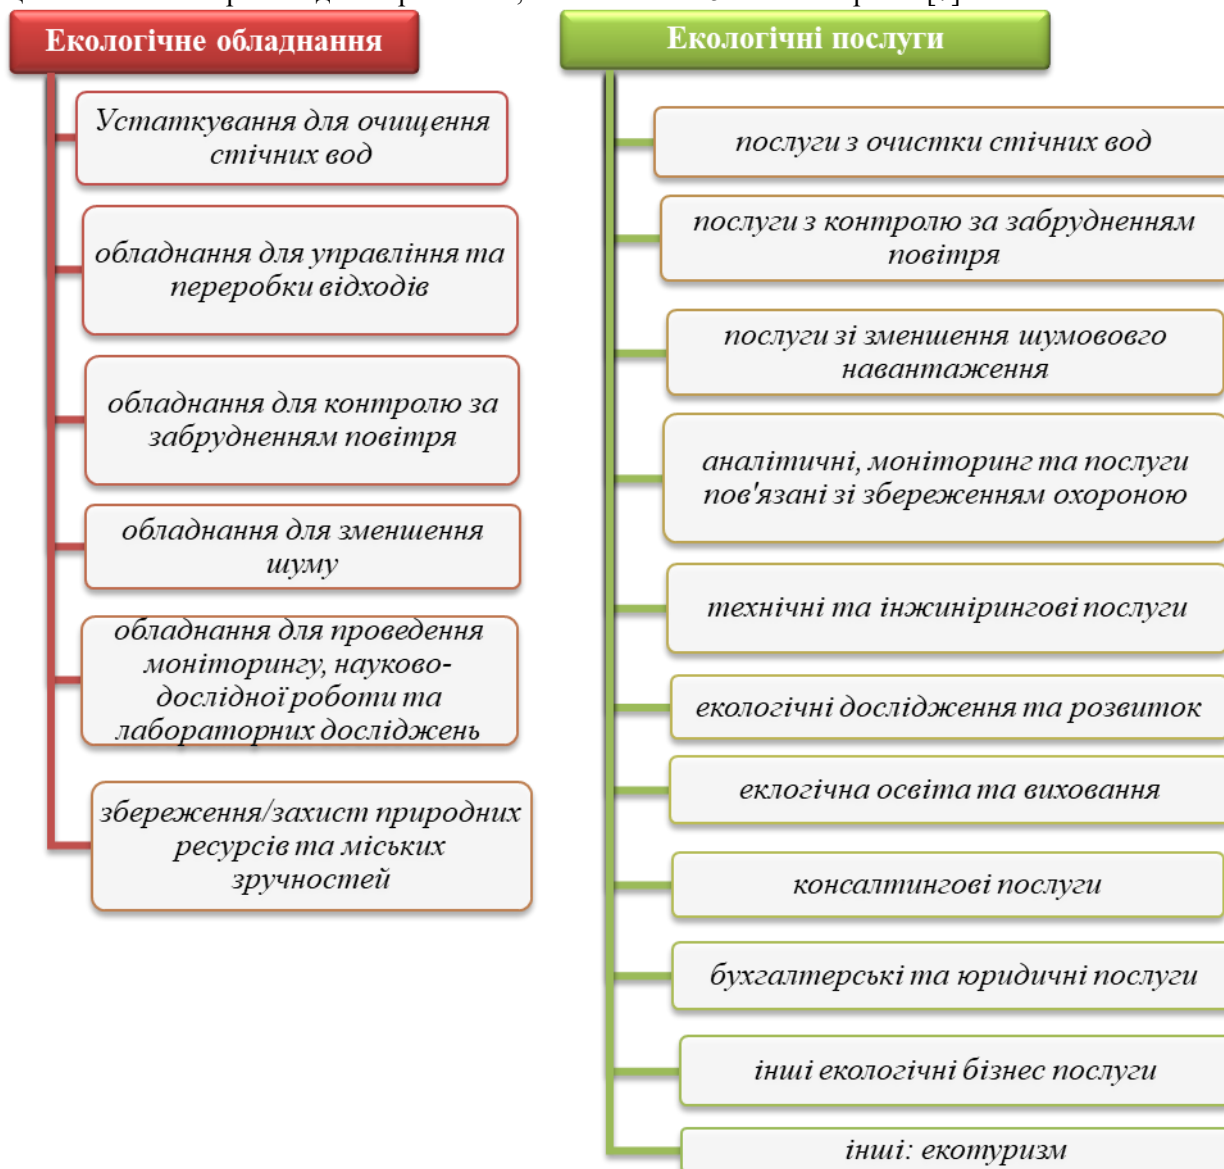 Екологічне обладнання
Устаткування для очищення
стічних вод
обладнання для управління та
переробки відходів
обладнання для контролю за
забрудненням повітря
обладнання для зменшення
шуму
обладнання для проведення
моніторингу, науково-
дослідної роботи та
лабораторних досліджень
збереження/захист природних
ресурсів та міських
зручностей
Екологічні послуги
послуги з очистки стічних вод
послуги з контролю за забрудненням
повітря
послуги зі зменшення шумововго
навантаження
аналітичні, моніторинг та послуги
пов'язані зі збереженням охороною
технічні та інжинірингові послуги
екологічні дослідження та розвиток
еклогічна освіта та виховання
консалтингові послуги
бухгалтерські та юридичні послуги
інші екологічні бізнес послуги
інші: екотуризм